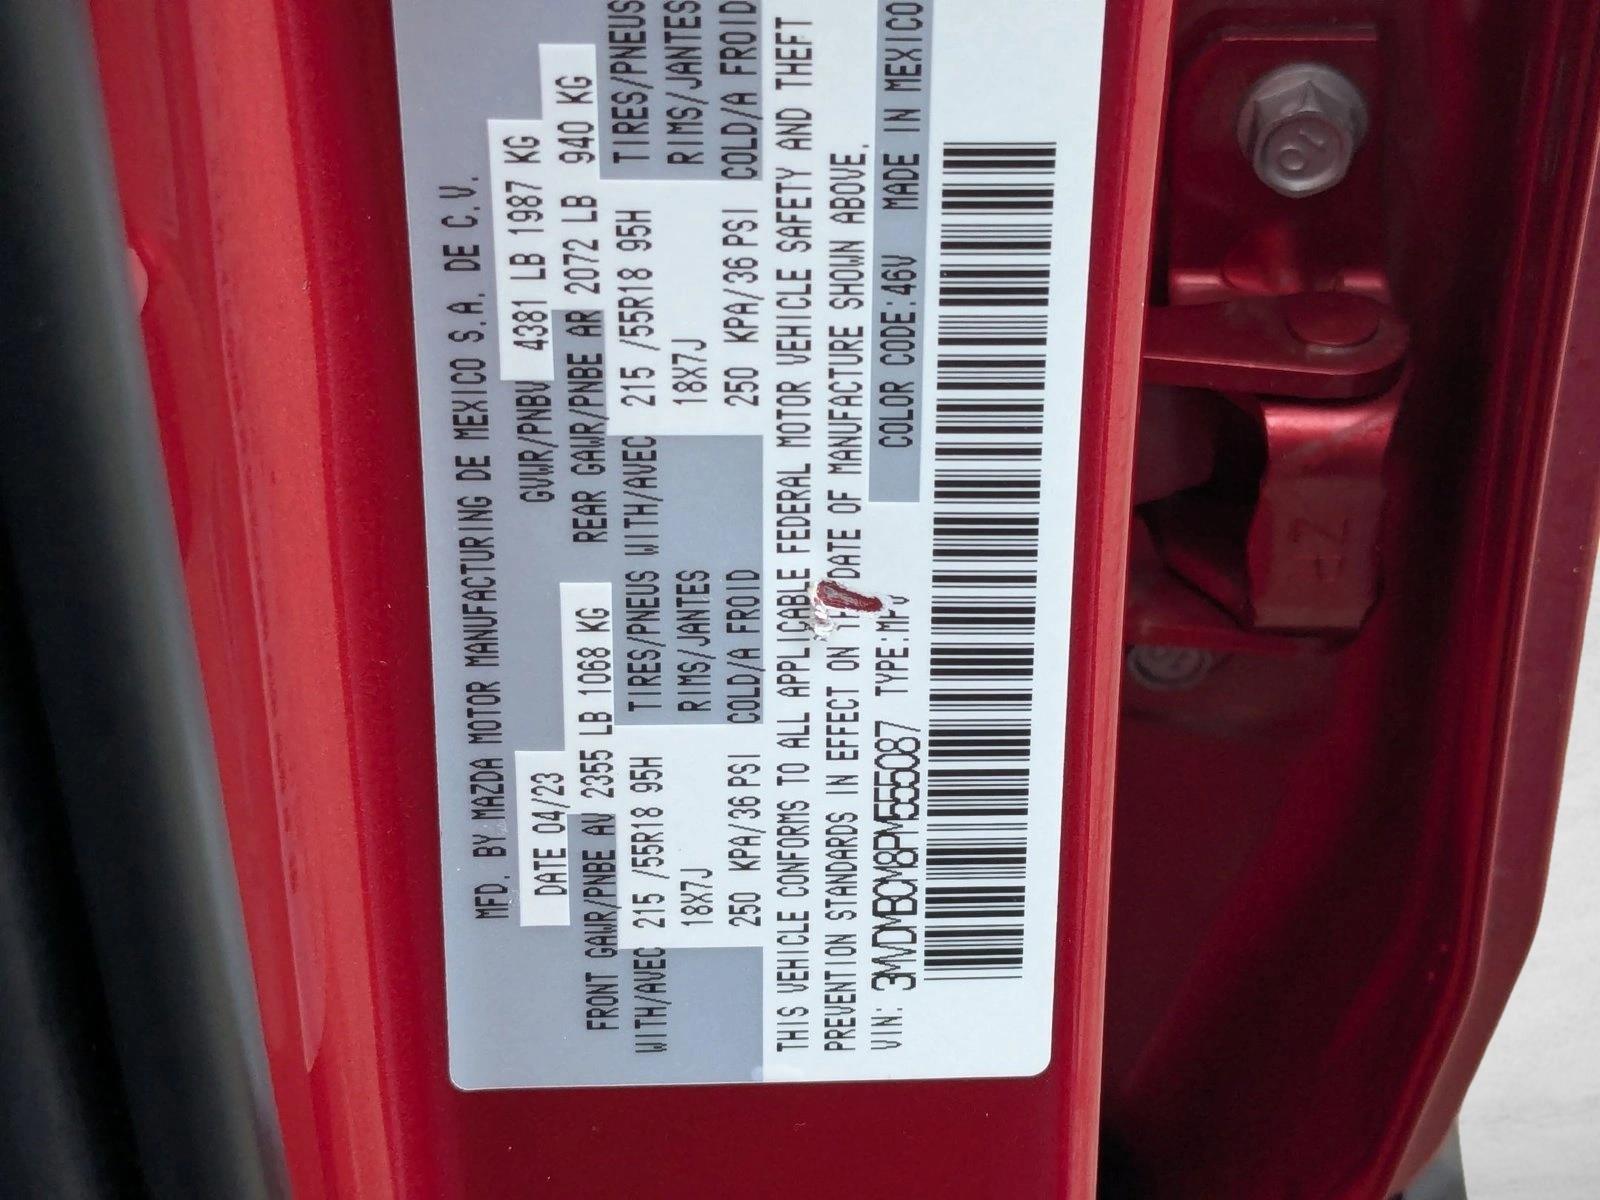 MFD. BY MAZDA MOTOR MANUFACTURING DE MEXICO S.A. DE C.V.
DATE 04/23 GVWR/PNBV 4381 LB 1987 KG
FRONT GAWR/PNBE AV 2355 LB 1068 KG REAR GAWR/PNBE AR 2072 LB 940 KG
WITH/AVEC 215 /55R18 95H TIRES/PNEUS WITH/AVEC 215 /55R18 95H TIRES/PNEUS
18X7J RIMS/JANTES 18X7J RIMS/JANTES
250 KPA/36 PSI COLD/A FROID 250 KPA/36 PSI COLD/A FROID
THIS VEHICLE CONFORMS TO ALL APPLICABLE FEDERAL MOTOR VEHICLE SAFETY AND THEFT
PREVENTION STANDARDS IN EFFECT ON DATE OF MANUFACTURE SHOWN ABOVE.
VIN: 3MVDMBCM8PM555087 TYPE: COLOR CODE: 46V MADE IN MEXICO